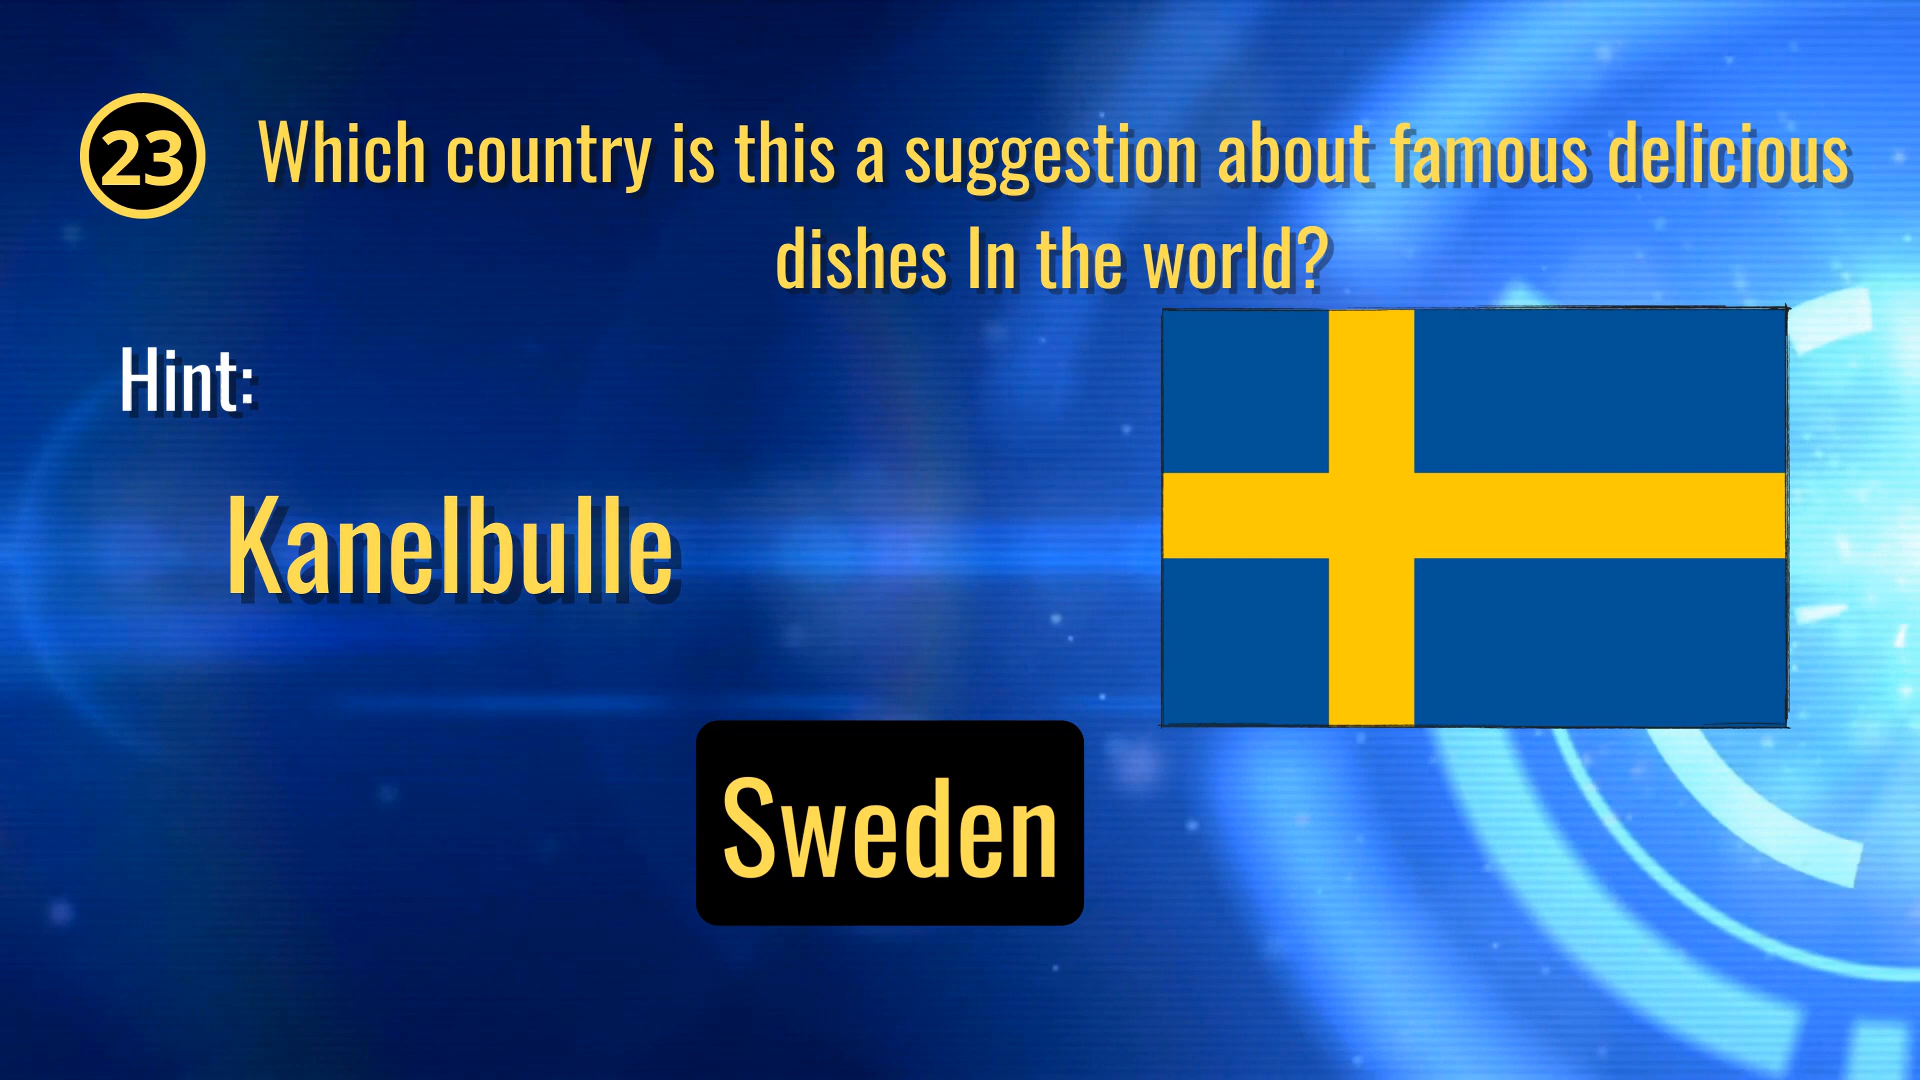 23
Which country is this a suggestion about famous delicious
dishes In the world?
Hint:
Kanelbulle
Sweden